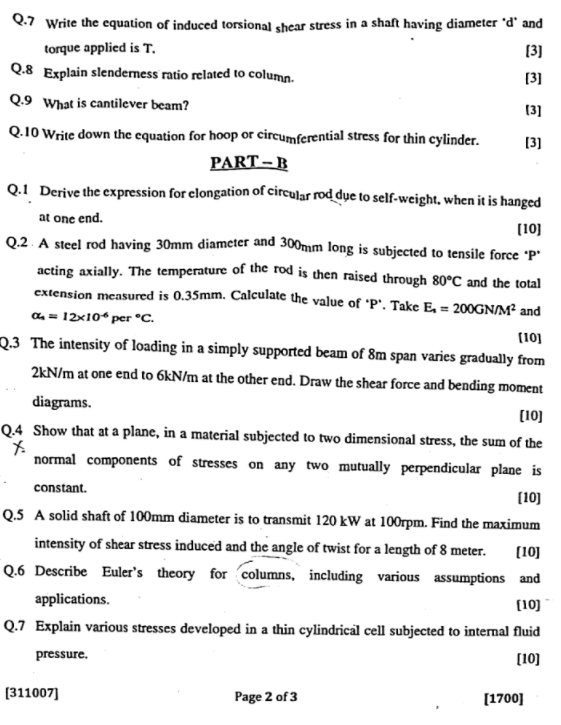 Q.7 Write the equation of induced torsional shear stress in a shaft having diameter 'd' and
torque applied is T. [3]
Q.8 Explain slenderness ratio related to column. [3]
Q.9 What is cantilever beam? [3]
Q.10 Write down the equation for hoop or circumferential stress for thin cylinder. [3]
PART – B
Q.1 Derive the expression for elongation of circular rod due to self-weight, when it is hanged
at one end. [10]
Q.2 A steel rod having 30mm diameter and 300mm long is subjected to tensile force 'P'
acting axially. The temperature of the rod is then raised through 80°C and the total
extension measured is 0.35mm. Calculate the value of 'P'. Take Eₛ = 200GN/M² and
αₛ = 12×10⁻⁶ per °C. [10]
Q.3 The intensity of loading in a simply supported beam of 8m span varies gradually from
2kN/m at one end to 6kN/m at the other end. Draw the shear force and bending moment
diagrams. [10]
Q.4 Show that at a plane, in a material subjected to two dimensional stress, the sum of the
normal components of stresses on any two mutually perpendicular plane is
constant. [10]
Q.5 A solid shaft of 100mm diameter is to transmit 120 kW at 100rpm. Find the maximum
intensity of shear stress induced and the angle of twist for a length of 8 meter. [10]
Q.6 Describe Euler's theory for columns, including various assumptions and
applications. [10]
Q.7 Explain various stresses developed in a thin cylindrical cell subjected to internal fluid
pressure. [10]
[311007] Page 2 of 3 [1700]